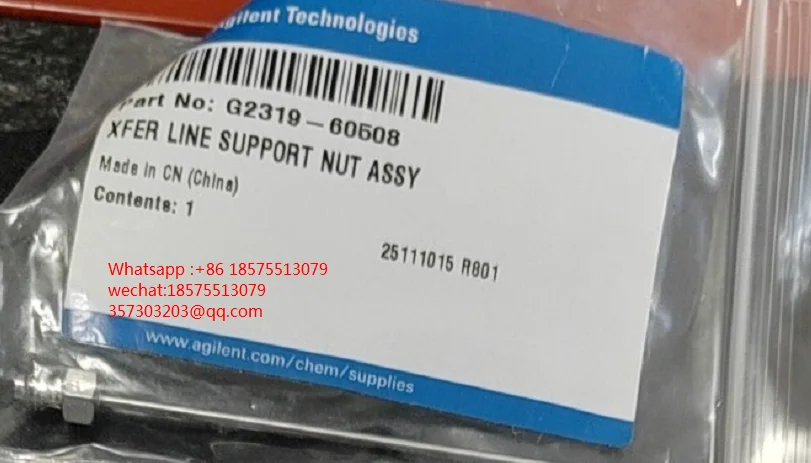 Agilent Technologies
Part No: G2319-60508
XFER LINE SUPPORT NUT ASSY
Made in CN (China)
Contents: 1
25111015 R801
Whatsapp :+86 18575513079
wechat:18575513079
357303203@qq.com
www.agilent.com/chem/supplies